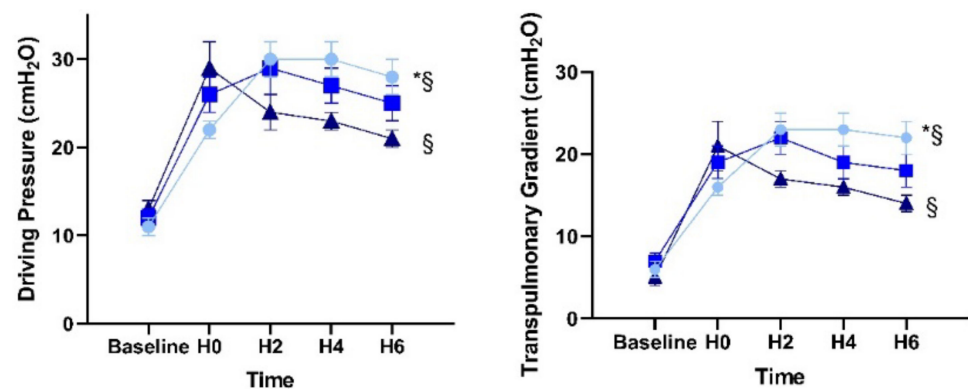 Driving Pressure (cmH₂O)
30
20
10
0
*§
§
Baseline H0 H2 H4 H6
Time
Transpulmonary Gradient (cmH₂O)
30
20
10
0
*§
§
Baseline H0 H2 H4 H6
Time